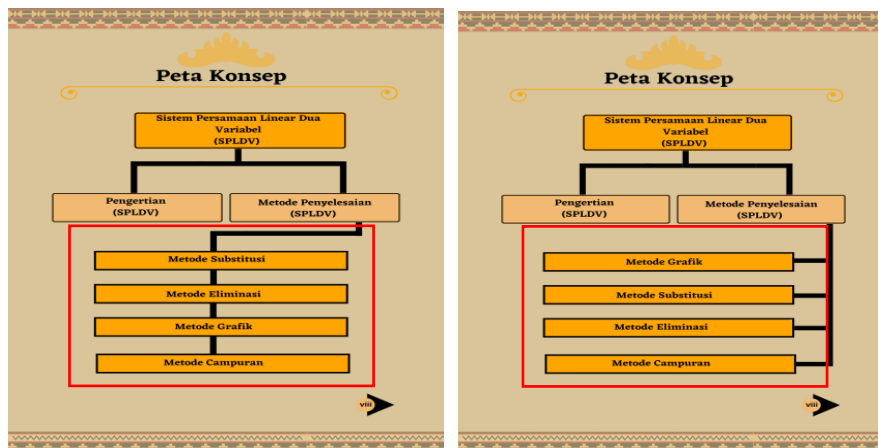 Peta Konsep
Sistem Persamaan Linear Dua
Variabel
(SPLDV)
Pengertian
(SPLDV)
Metode Penyelesaian
(SPLDV)
Metode Substitusi
Metode Eliminasi
Metode Grafik
Metode Campuran
viii
Peta Konsep
Sistem Persamaan Linear Dua
Variabel
(SPLDV)
Pengertian
(SPLDV)
Metode Penyelesaian
(SPLDV)
Metode Grafik
Metode Substitusi
Metode Eliminasi
Metode Campuran
viii